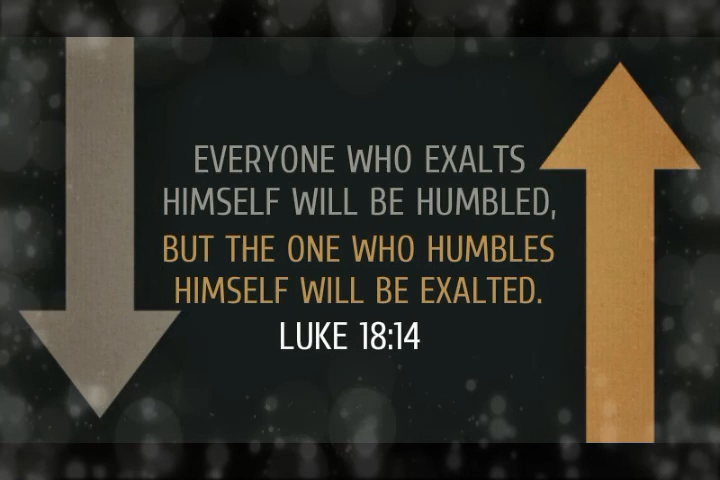 EVERYONE WHO EXALTS
HIMSELF WILL BE HUMBLED,
BUT THE ONE WHO HUMBLES
HIMSELF WILL BE EXALTED.
LUKE 18:14